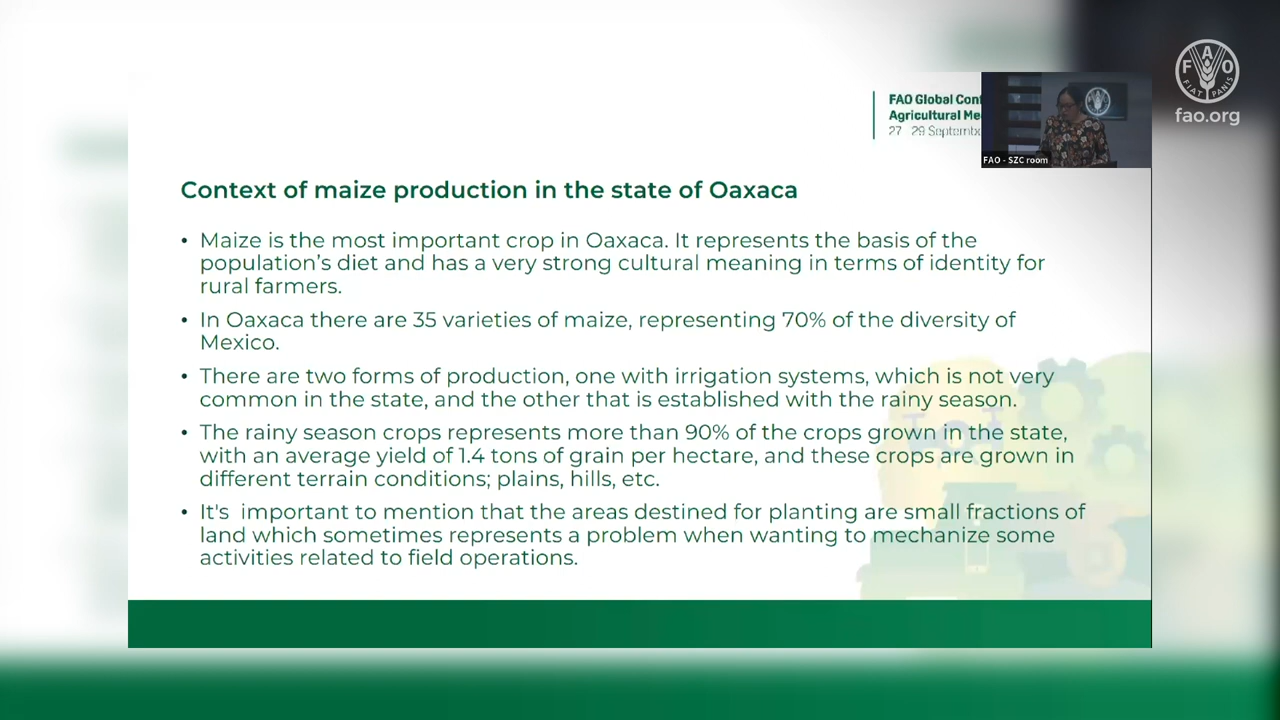 FAO
FIAT PANIS
fao.org
FAO Global Con
Agricultural Me
27 29 Septemb
FAO - SZC room
Context of maize production in the state of Oaxaca
• Maize is the most important crop in Oaxaca. It represents the basis of the
population's diet and has a very strong cultural meaning in terms of identity for
rural farmers.
• In Oaxaca there are 35 varieties of maize, representing 70% of the diversity of
Mexico.
• There are two forms of production, one with irrigation systems, which is not very
common in the state, and the other that is established with the rainy season.
• The rainy season crops represents more than 90% of the crops grown in the state,
with an average yield of 1.4 tons of grain per hectare, and these crops are grown in
different terrain conditions; plains, hills, etc.
• It's  important to mention that the areas destined for planting are small fractions of
land which sometimes represents a problem when wanting to mechanize some
activities related to field operations.